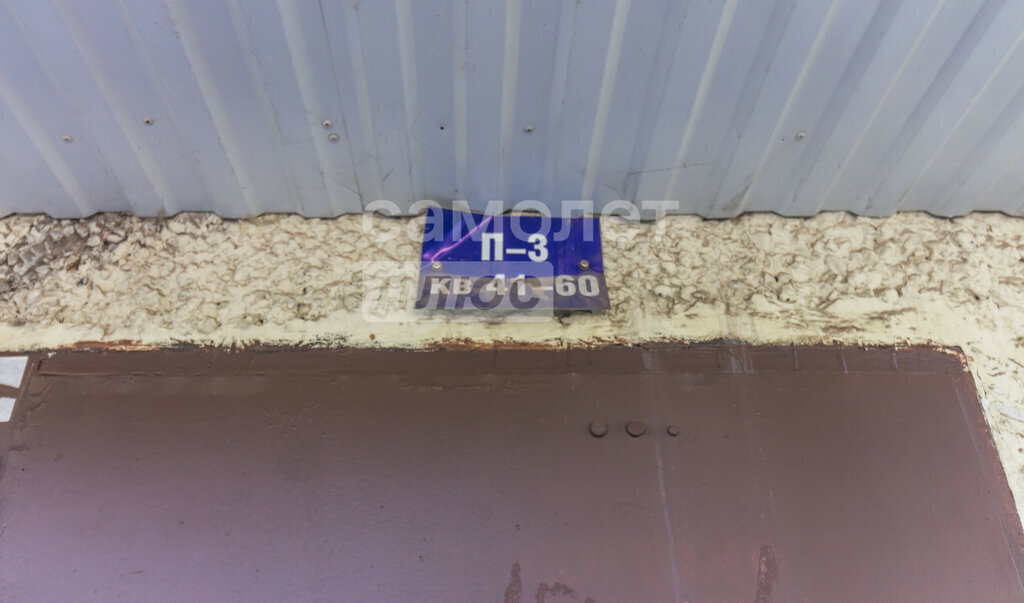 самолет
П-3
КВ 41-60
плюс